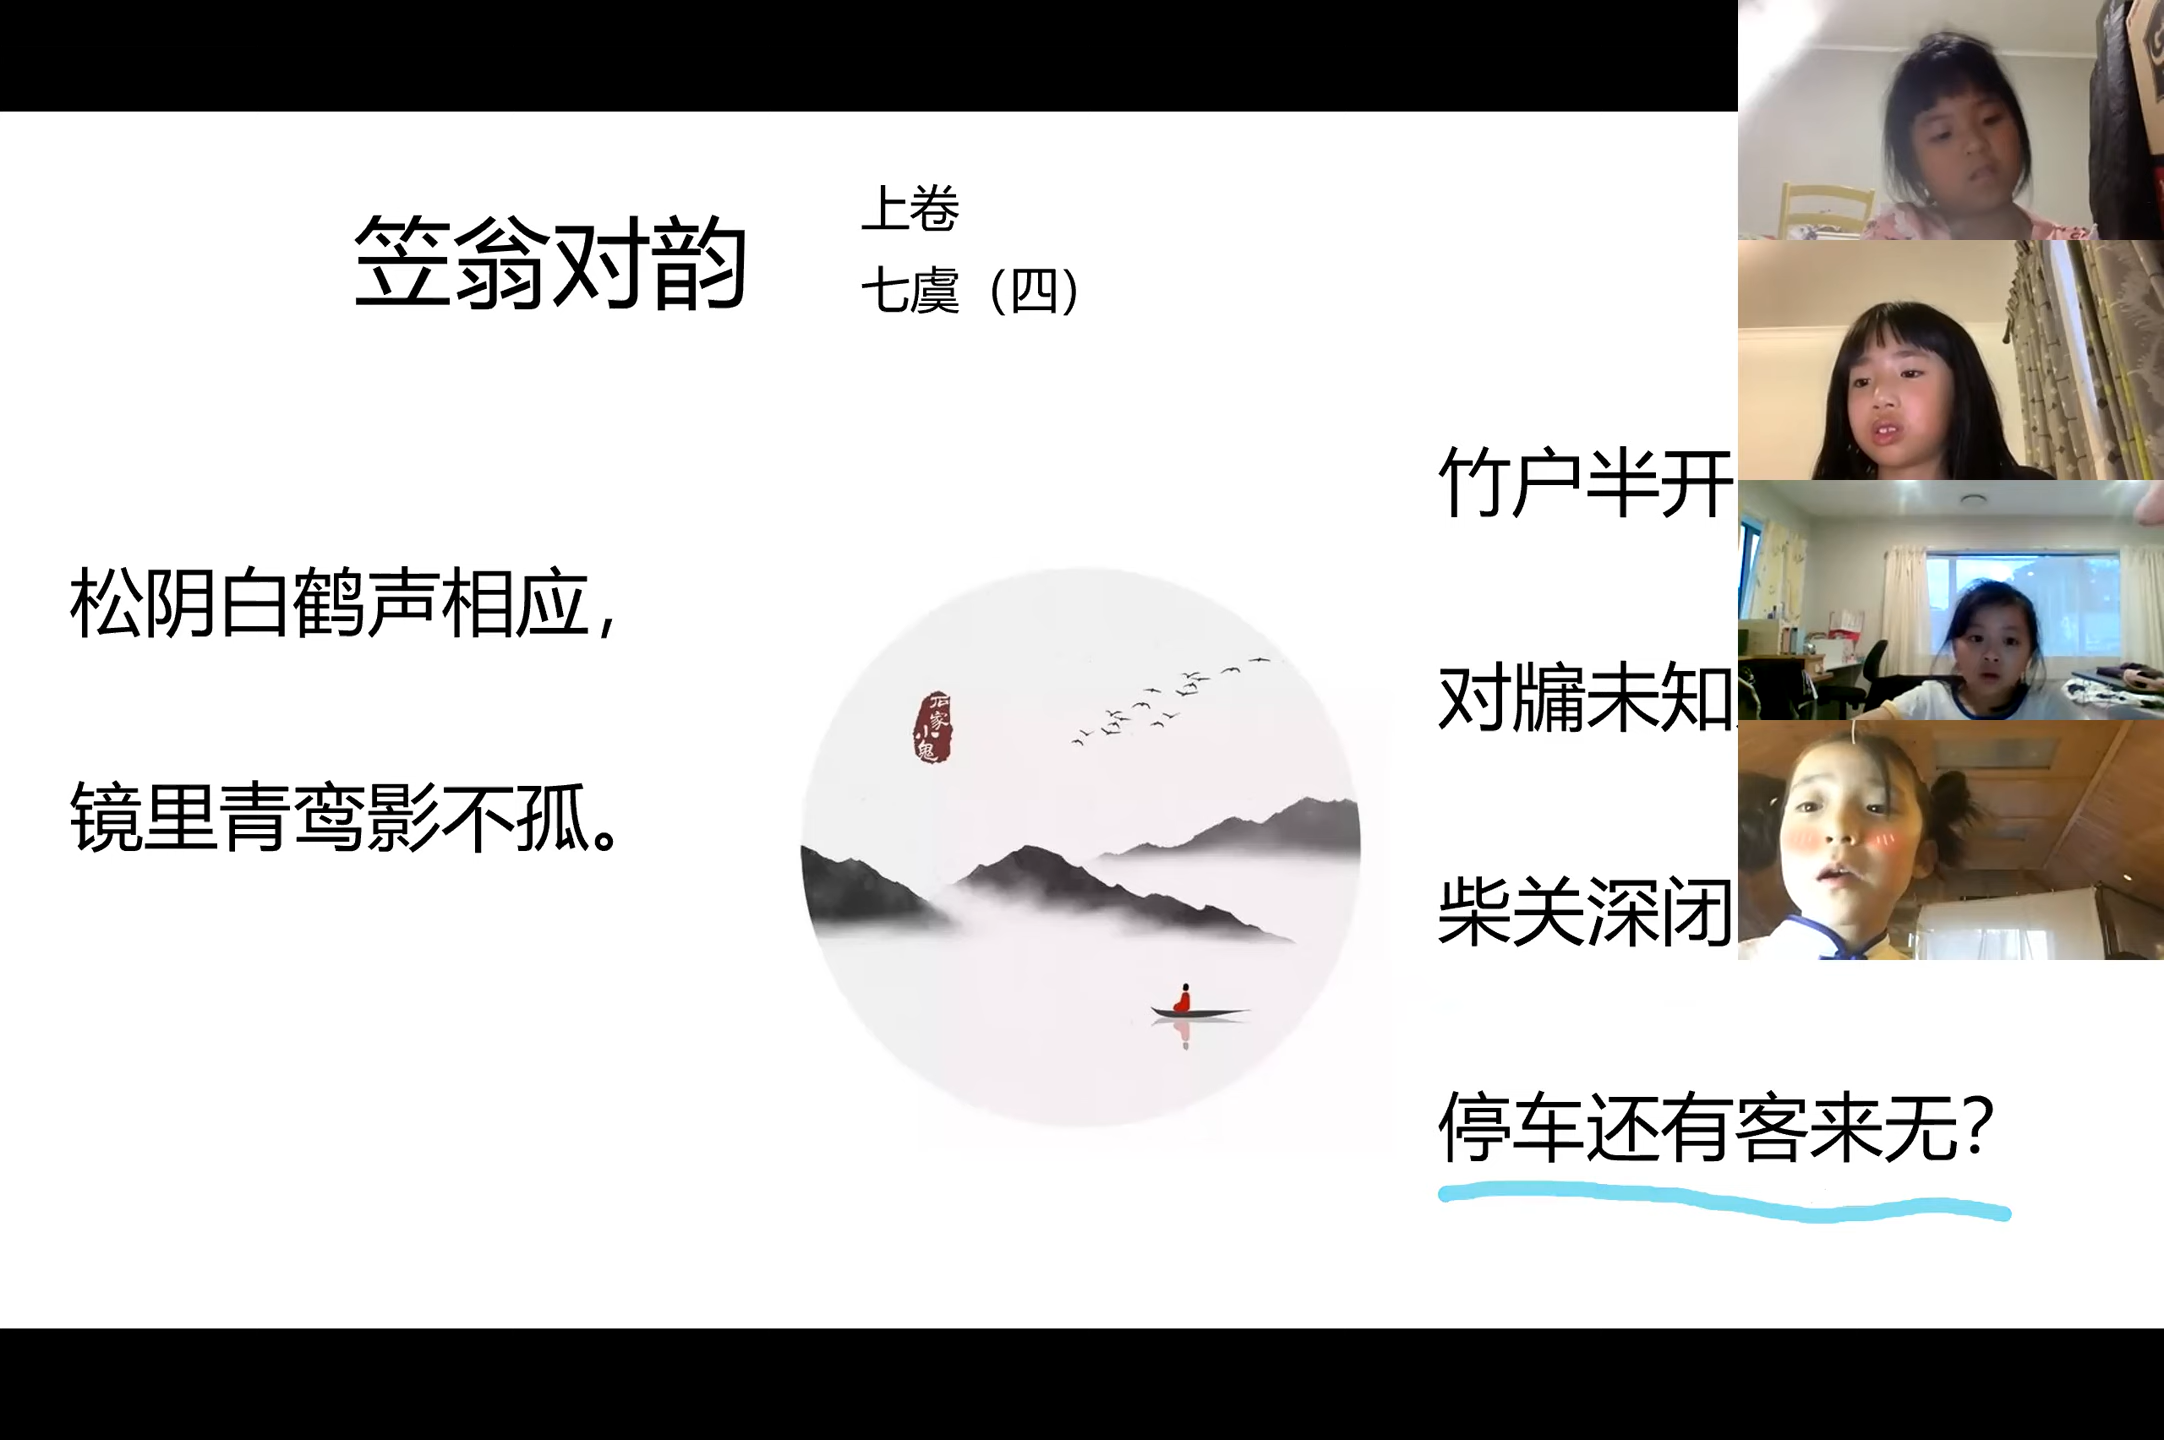 笠翁对韵
上卷
七虞（四）
松阴白鹤声相应，
镜里青鸾影不孤。
竹户半开
对牖未知
柴关深闭
停车还有客来无？
小鬼